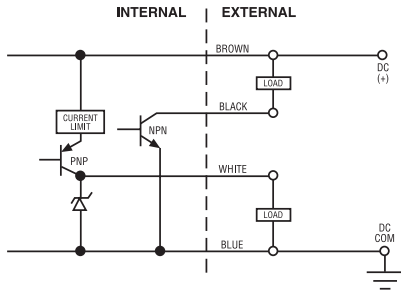 INTERNAL EXTERNAL
BROWN
DC
(+)
LOAD
BLACK
CURRENT
LIMIT
NPN
PNP
WHITE
LOAD
DC
COM
BLUE